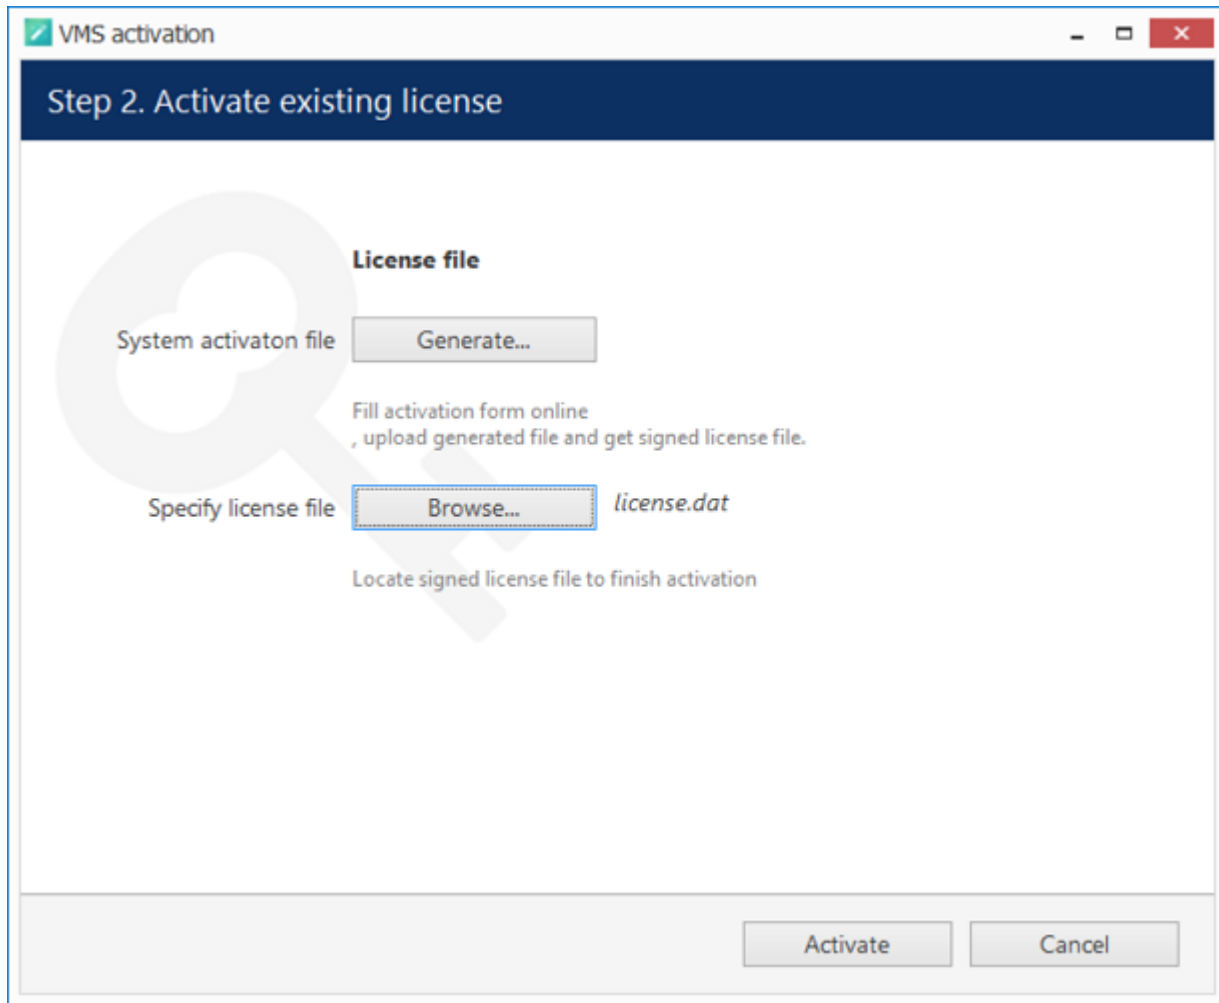 VMS activation
Step 2. Activate existing license
License file
System activaton file
Generate...
Fill activation form online
, upload generated file and get signed license file.
Specify license file
Browse...
license.dat
Locate signed license file to finish activation
Activate
Cancel